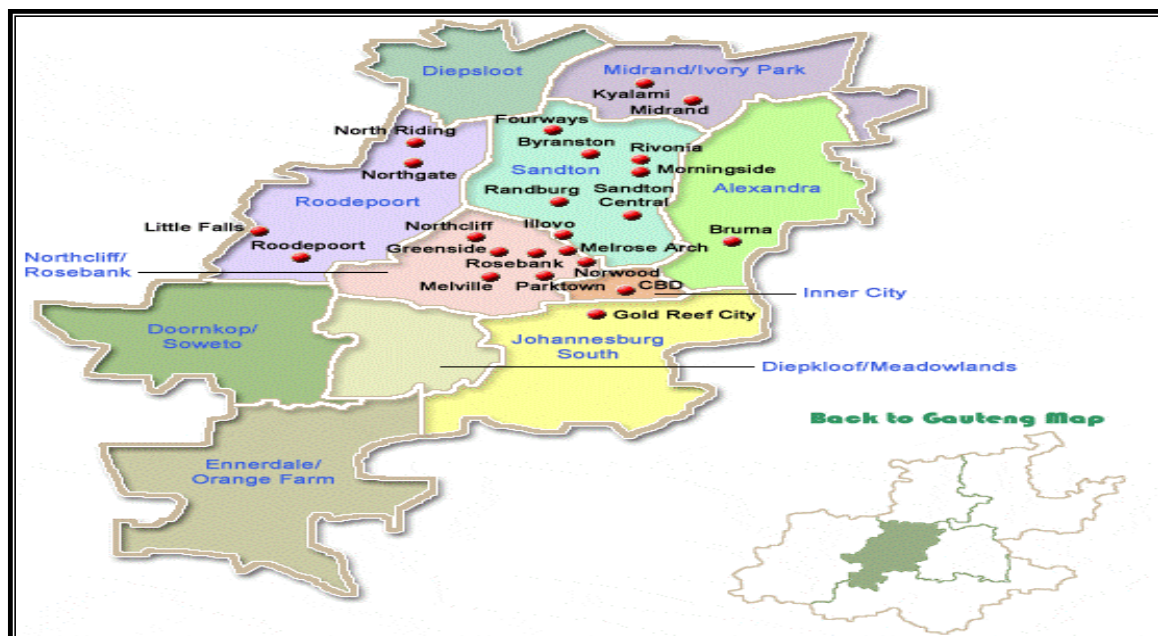 Diepsloot
Midrand/Ivory Park
Kyalami
Midrand
Fourways
North Riding
Byranston
Rivonia
Northgate
Sandton
Morningside
Roodepoort
Randburg
Sandton
Central
Alexandra
Little Falls
Northcliff
Illovo
Bruma
Roodepoort
Greenside
Melrose Arch
Northcliff/
Rosebank
Rosebank
Norwood
Melville
Parktown
CBD
Inner City
Doornkop/
Soweto
Gold Reef City
Johannesburg
South
Diepkloof/Meadowlands
Back to Gauteng Map
Ennerdale/
Orange Farm